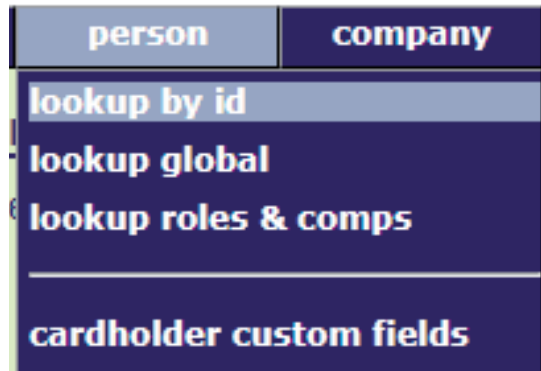 person company
lookup by id
lookup global
lookup roles & comps
cardholder custom fields